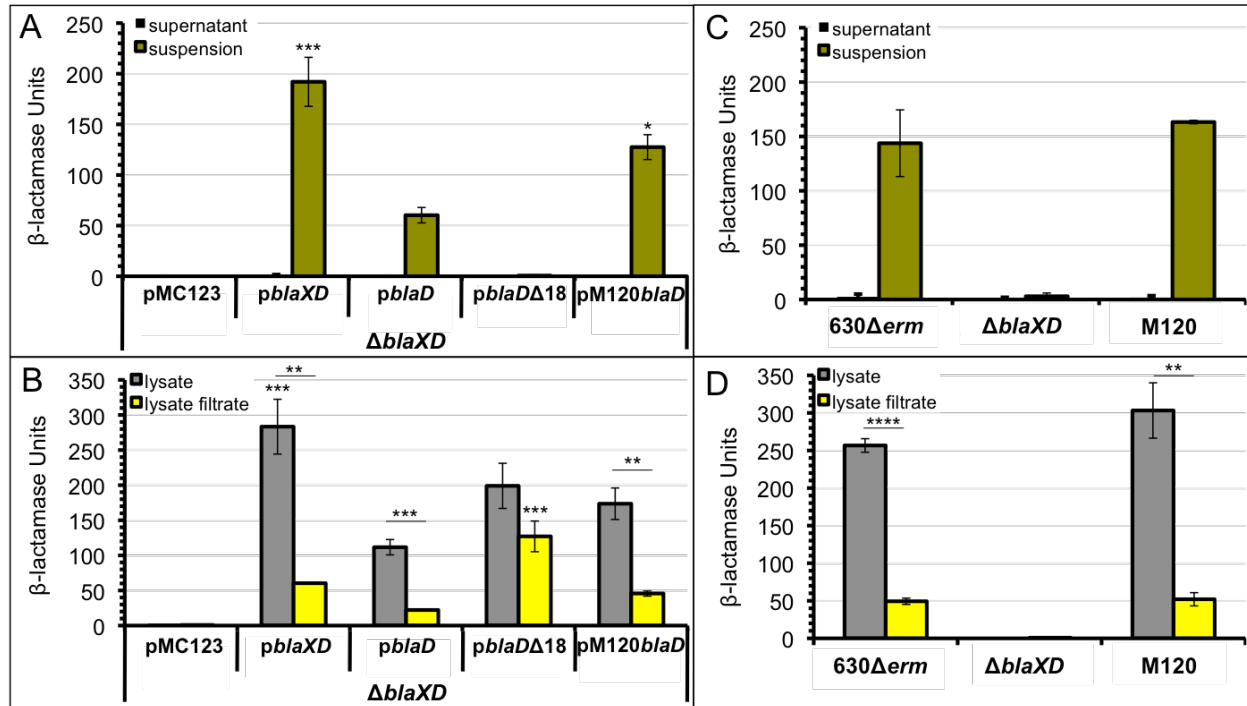 A
■supernatant
■suspension
β-lactamase Units
250
200
150
100
50
0
***
*
pMC123 pblaXD pblaD pblaDΔ18 pM120blaD
ΔblaXD
B
■lysate
■lysate filtrate
β-lactamase Units
350
300
250
200
150
100
50
0
**
***
***
***
**
pMC123 pblaXD pblaD pblaDΔ18 pM120blaD
ΔblaXD
C
■supernatant
■suspension
β-lactamase Units
250
200
150
100
50
0
630Δerm ΔblaXD M120
D
■lysate
■lysate filtrate
β-lactamase Units
350
300
250
200
150
100
50
0
****
**
630Δerm ΔblaXD M120